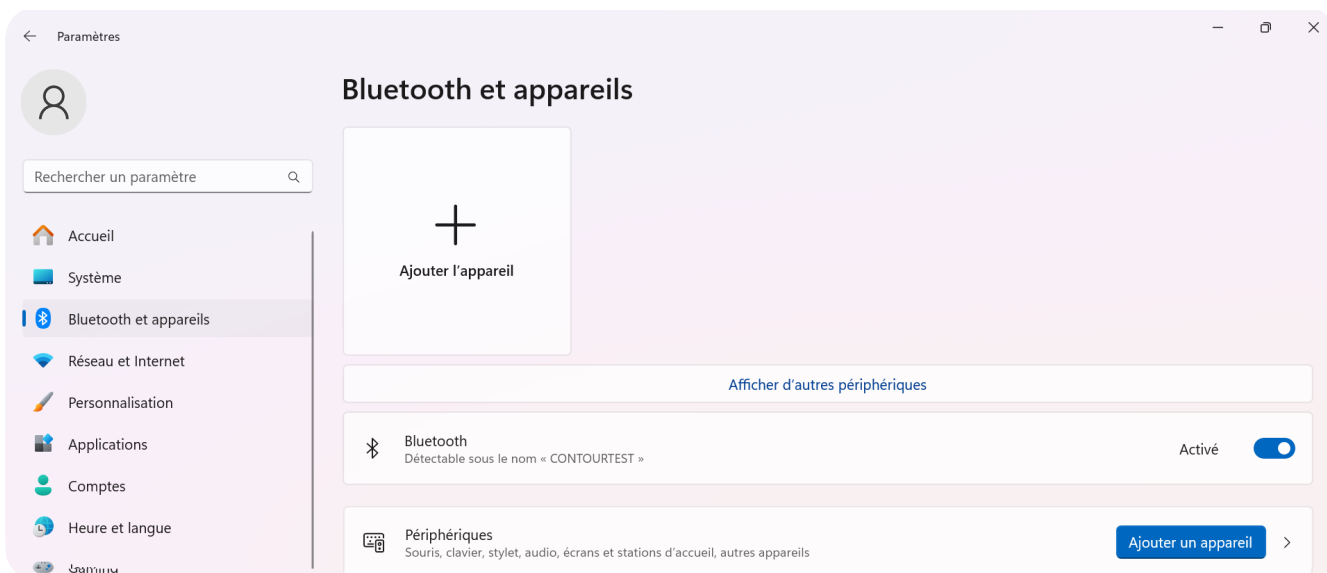 Paramètres
Bluetooth et appareils
Rechercher un paramètre
Accueil
Système
Bluetooth et appareils
Réseau et Internet
Personnalisation
Applications
Comptes
Heure et langue
Gaming
Ajouter l’appareil
Afficher d’autres périphériques
Bluetooth
Détectable sous le nom « CONTOURTEST »
Activé
Périphériques
Souris, clavier, stylet, audio, écrans et stations d’accueil, autres appareils
Ajouter un appareil